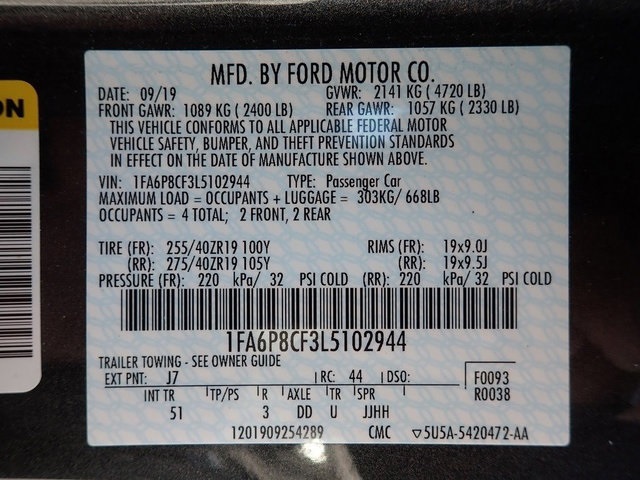 MFD. BY FORD MOTOR CO.
DATE: 09/19 GVWR: 2141 KG ( 4720 LB)
FRONT GAWR: 1089 KG ( 2400 LB) REAR GAWR: 1057 KG ( 2330 LB)
THIS VEHICLE CONFORMS TO ALL APPLICABLE FEDERAL MOTOR
VEHICLE SAFETY, BUMPER, AND THEFT PREVENTION STANDARDS
IN EFFECT ON THE DATE OF MANUFACTURE SHOWN ABOVE.
VIN: 1FA6P8CF3L5102944 TYPE: Passenger Car
MAXIMUM LOAD = OCCUPANTS + LUGGAGE = 303KG/ 668LB
OCCUPANTS = 4 TOTAL; 2 FRONT, 2 REAR
TIRE (FR): 255/40ZR19 100Y RIMS (FR): 19x9.0J
(RR): 275/40ZR19 105Y (RR): 19x9.5J
PRESSURE (FR): 220 kPa/ 32 PSI COLD (RR): 220 kPa/ 32 PSI COLD
1FA6P8CF3L5102944
TRAILER TOWING - SEE OWNER GUIDE
EXT PNT: J7 RC: 44 DSO: F0093
R0038
INT TR TP/PS R AXLE TR SPR
51 3 DD U JJHH
1201909254289 CMC ▽5U5A-5420472-AA
ON